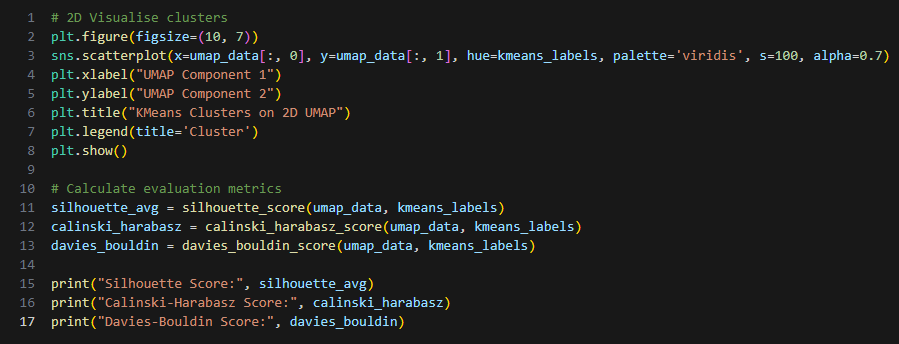 1 # 2D Visualise clusters
2 plt.figure(figsize=(10, 7))
3 sns.scatterplot(x=umap_data[:, 0], y=umap_data[:, 1], hue=kmeans_labels, palette='viridis', s=100, alpha=0.7)
4 plt.xlabel("UMAP Component 1")
5 plt.ylabel("UMAP Component 2")
6 plt.title("KMeans Clusters on 2D UMAP")
7 plt.legend(title='Cluster')
8 plt.show()
9
10 # Calculate evaluation metrics
11 silhouette_avg = silhouette_score(umap_data, kmeans_labels)
12 calinski_harabasz = calinski_harabasz_score(umap_data, kmeans_labels)
13 davies_bouldin = davies_bouldin_score(umap_data, kmeans_labels)
14
15 print("Silhouette Score:", silhouette_avg)
16 print("Calinski-Harabasz Score:", calinski_harabasz)
17 print("Davies-Bouldin Score:", davies_bouldin)